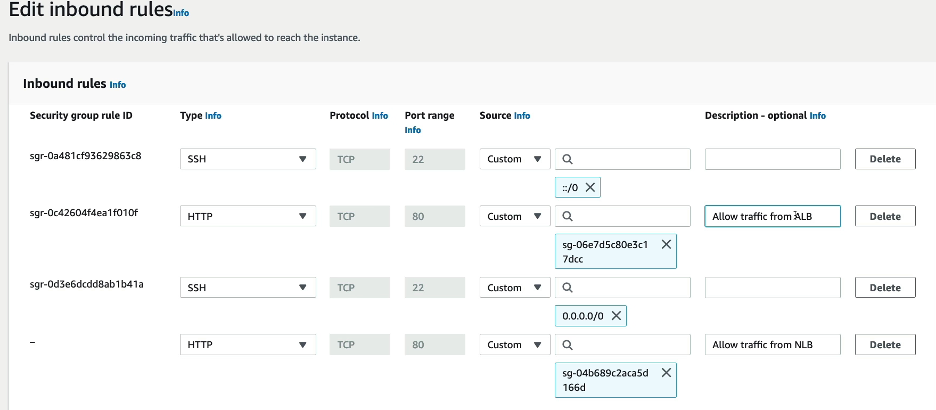 Edit inbound rules Info
Inbound rules control the incoming traffic that's allowed to reach the instance.
Inbound rules Info
Security group rule ID Type Info Protocol Info Port range Info Source Info Description - optional Info
sgr-0a481cf93629863c8 SSH TCP 22 Custom Delete
::/0
sgr-0c42604f4ea1f010f HTTP TCP 80 Custom Allow traffic from ALB Delete
sg-06e7d5c80e3c1
7dcc
sgr-0d3e6dcdd8ab1b41a SSH TCP 22 Custom Delete
0.0.0.0/0
– HTTP TCP 80 Custom Allow traffic from NLB Delete
sg-04b689c2aca5d
166d